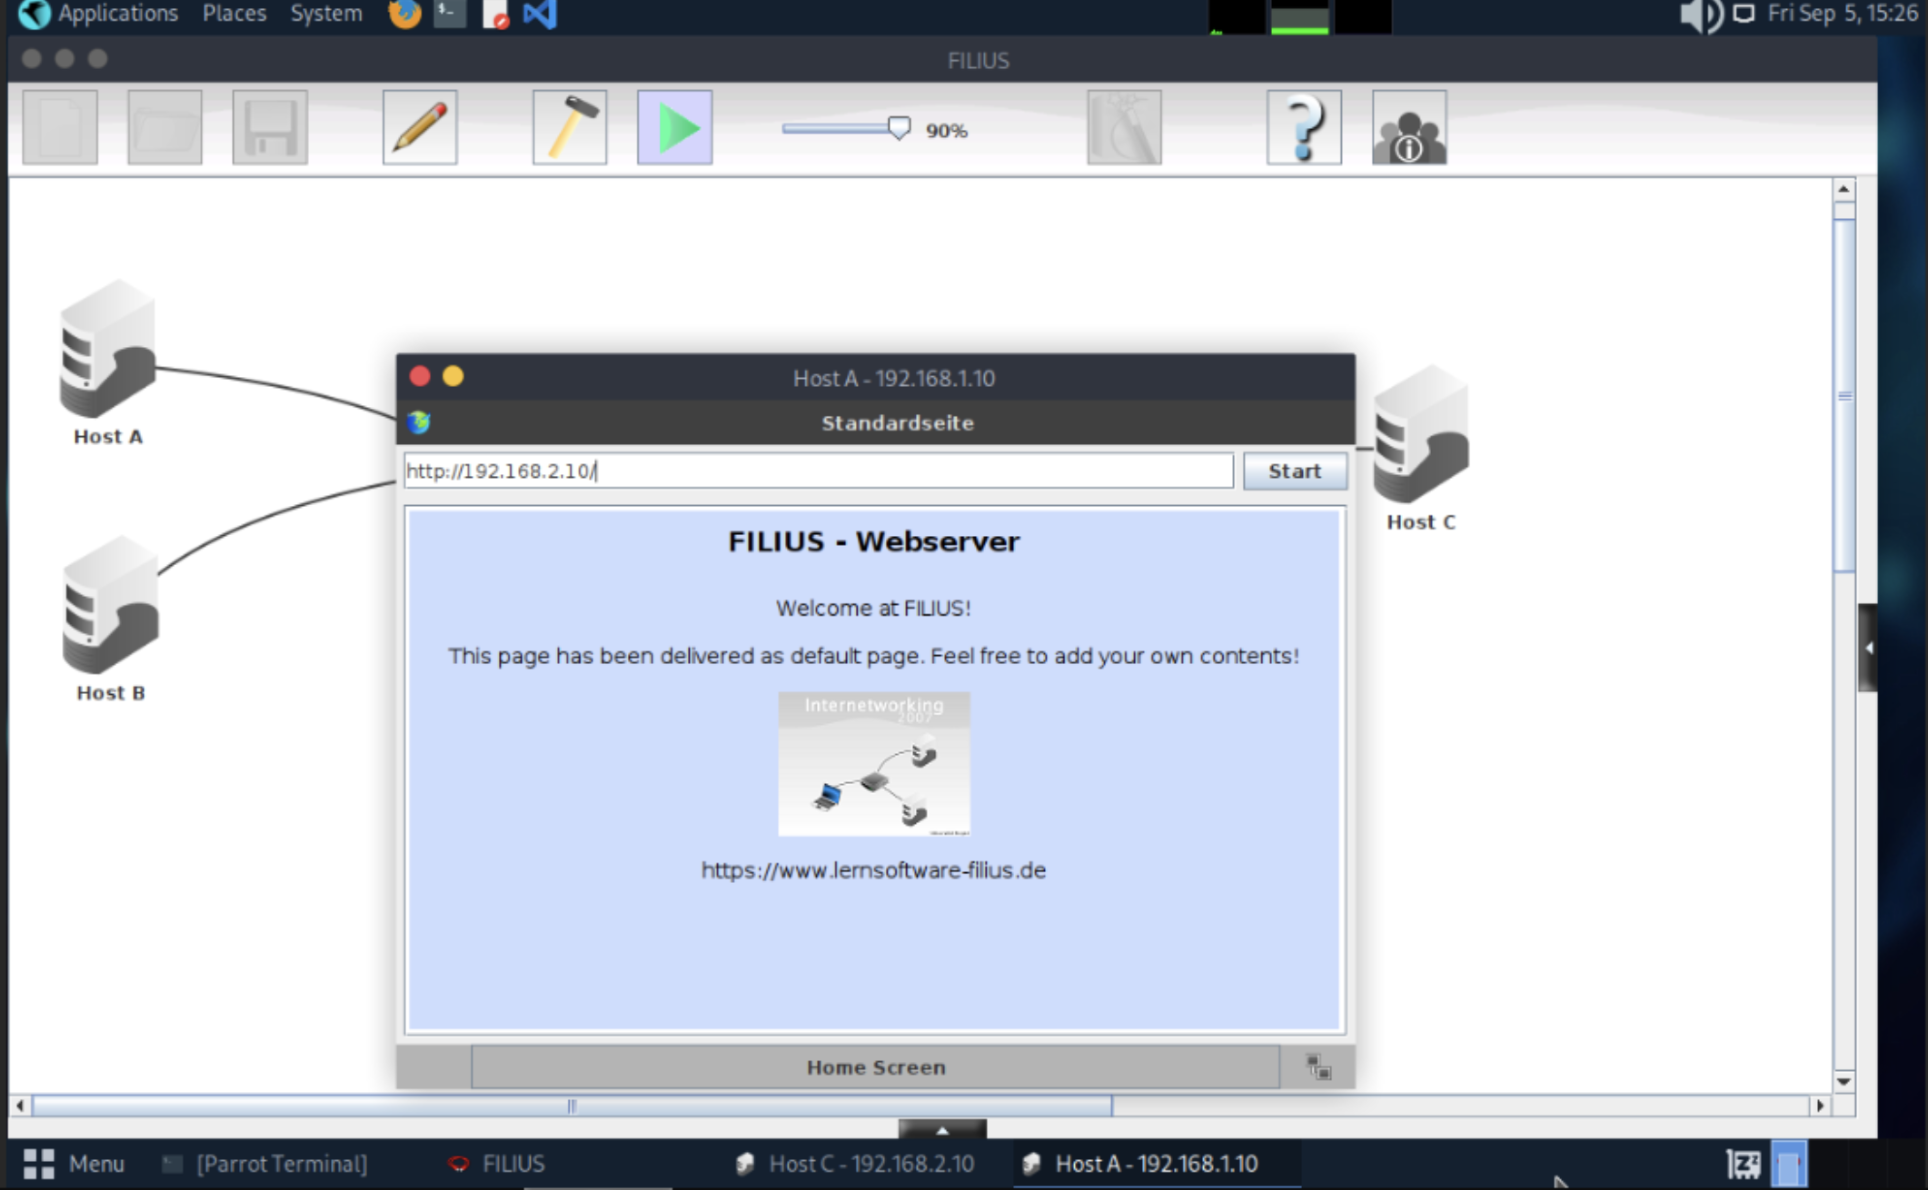 Applications Places System
Fri Sep 5, 15:26
FILIUS
90%
Host A
Host B
Host C
Host A - 192.168.1.10
Standardseite
http://192.168.2.10/
Start
FILIUS - Webserver
Welcome at FILIUS!
This page has been delivered as default page. Feel free to add your own contents!
Internetworking
2007
https://www.lernsoftware-filius.de
Home Screen
Menu [Parrot Terminal] FILIUS Host C - 192.168.2.10 Host A - 192.168.1.10